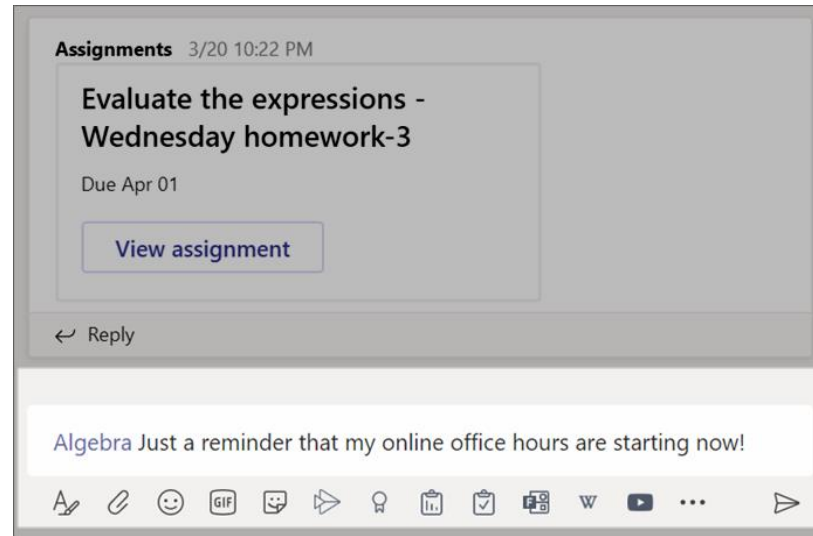 Assignments 3/20 10:22 PM
Evaluate the expressions -
Wednesday homework-3
Due Apr 01
View assignment
Reply
Algebra Just a reminder that my online office hours are starting now!
GIF
W